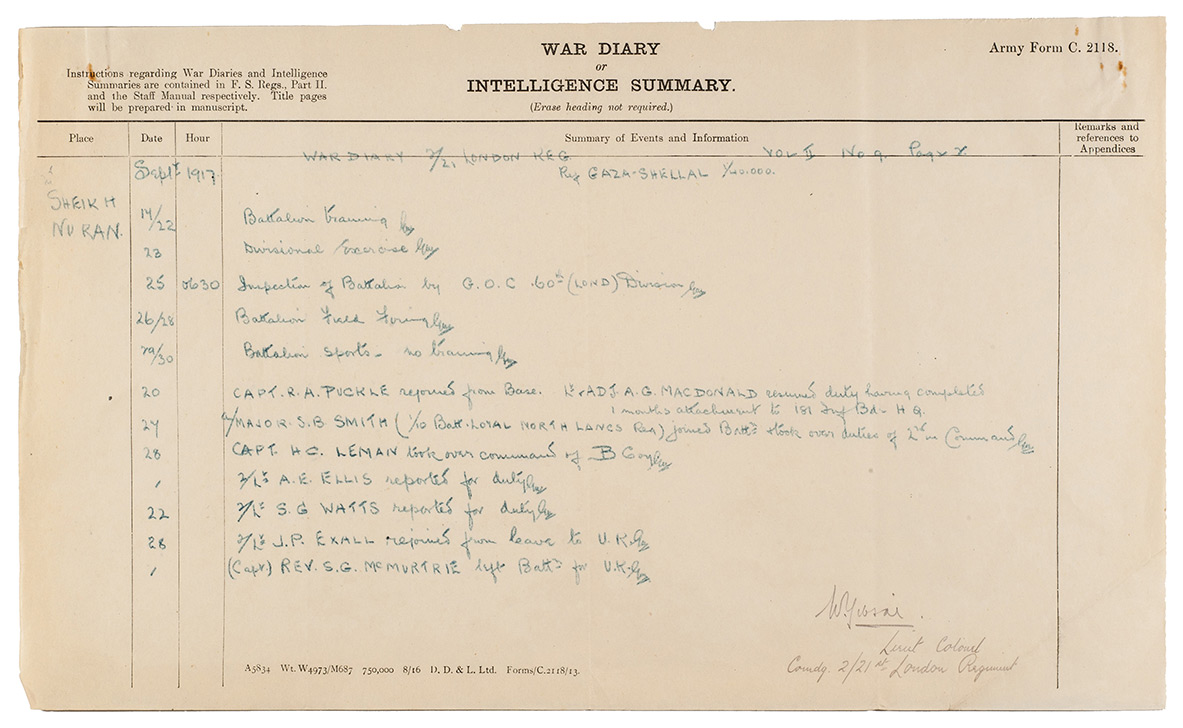 WAR DIARY
or
INTELLIGENCE SUMMARY.
(Erase heading not required.)
Army Form C. 2118.
Instructions regarding War Diaries and Intelligence
Summaries are contained in F. S. Regs., Part II.
and the Staff Manual respectively. Title pages
will be prepared in manuscript.
Place Date Hour Summary of Events and Information Remarks and
references to
Appendices
WAR DIARY 2/21 LONDON REG VOL II No 9. Page
Sept 1917 Ref GAZA-SHELLAL 1/40.000.
SHEIKH
NURAN.
14/22 Battalion training
23 Divisional Exercise
25 0630 Inspection of Battalion by G.O.C. 60th (LOND) Division
26/28 Battalion Field Firing
29/30 Battalion Sports - no training
20 CAPT. R.A. PUCKLE rejoined from Base. Lt & ADJ. A.G. MACDONALD resumed duty having completed
1 months attachment to 181 Inf Bde H.Q.
27 MAJOR S.B SMITH (1/10 Batt. LOYAL NORTH LANCS Reg) joined Battn & took over duties of 2nd in Command
28 CAPT. H.C. LEMAN took over command of B Coy
, 2/Lt A.E. ELLIS reported for duty
22 2/Lt S.G WATTS reported for duty
28 2/Lt J.P. EXALL rejoined from leave to U.K.
, (Capt.) REV. S.G. McMURTRIE left Battn for U.K.
Lieut Colonel
Comdg. 2/21st London Regiment
A5834 Wt. W4973/M687 750,000 8/16 D. D. & L. Ltd. Forms/C.2118/13.